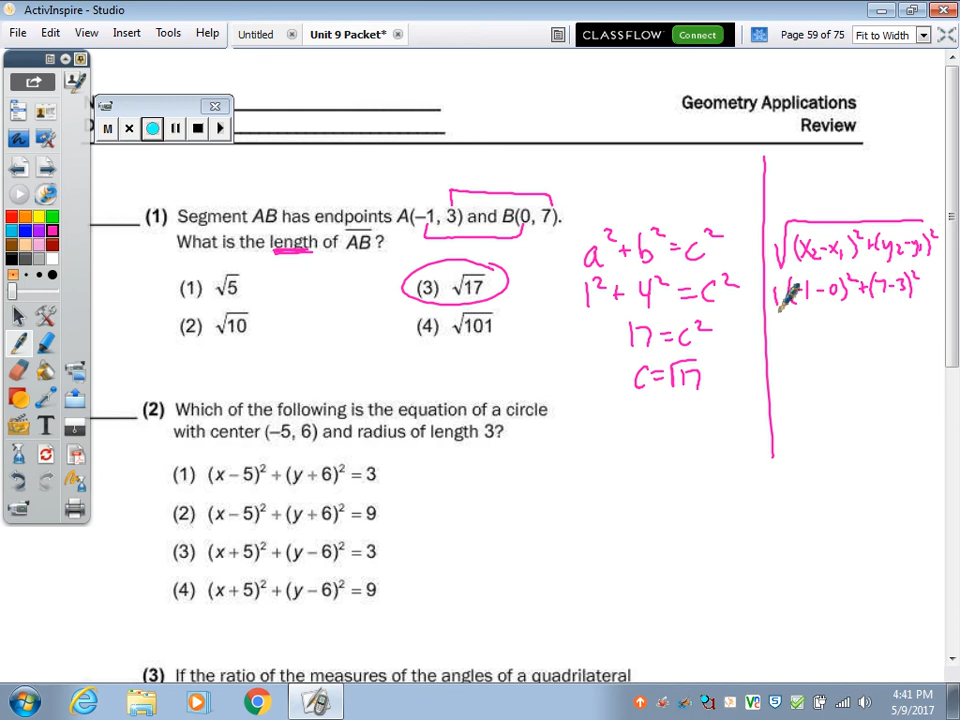 ActivInspire - Studio
File Edit View Insert Tools Help Untitled Unit 9 Packet* CLASSFLOW Connect Page 59 of 75 Fit to Width
M
Geometry Applications
Review
(1) Segment AB has endpoints A(–1, 3) and B(0, 7).
What is the length of AB ?
(1) √5 (3) √17
(2) √10 (4) √101
a² + b² = c²
1² + 4² = c²
17 = c²
c = √17
√(x₂-x₁)²+(y₂-y₁)²
√(-1-0)²+(7-3)²
(2) Which of the following is the equation of a circle
with center (–5, 6) and radius of length 3?
(1) (x – 5)² + (y + 6)² = 3
(2) (x – 5)² + (y + 6)² = 9
(3) (x + 5)² + (y – 6)² = 3
(4) (x + 5)² + (y – 6)² = 9
(3) If the ratio of the measures of the angles of a quadrilateral
4:41 PM
5/9/2017